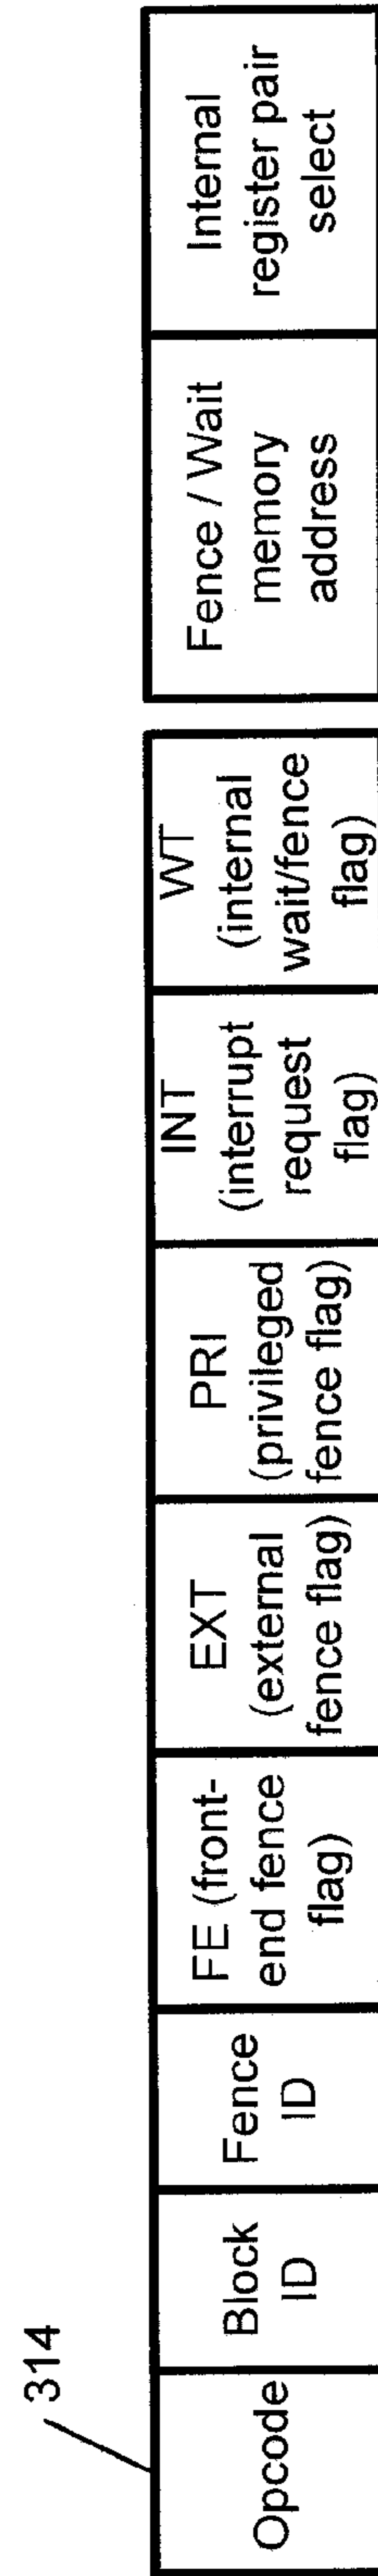 314
Opcode
Block
ID
Fence
ID
FE (front-
end fence
flag)
EXT
(external
fence flag)
PRI
(privileged
fence flag)
INT
(interrupt
request
flag)
WT
(internal
wait/fence
flag)
Fence / Wait
memory
address
Internal
register pair
select